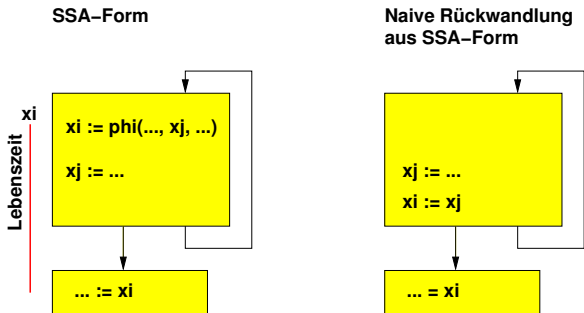 SSA–Form
xi
Lebenszeit
xi := phi(..., xj, ...)
xj := ...
... := xi
Naive Rückwandlung
aus SSA–Form
xj := ...
xi := xj
... = xi